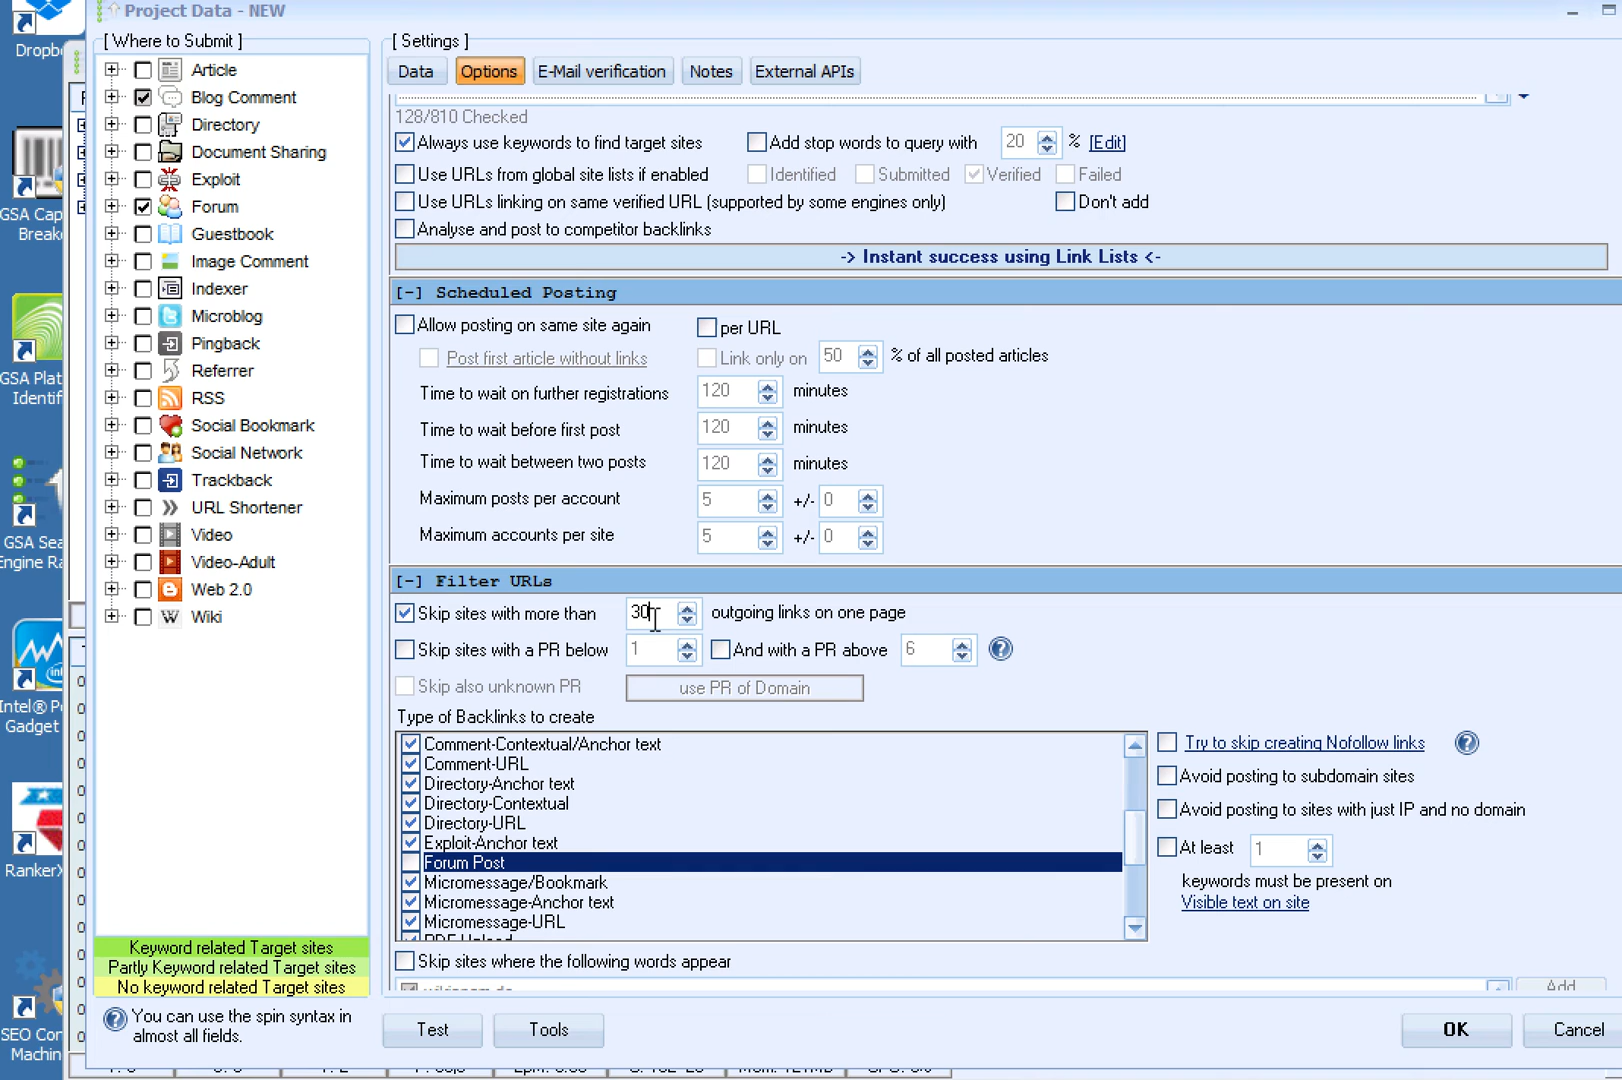 Project Data - NEW
Dropb
GSA Cap
Break
GSA Plat
Identif
GSA Sea
Engine Ra
Intel® P
Gadget
RankerX
SEO Con
Machin
[ Where to Submit ]
Article
Blog Comment
Directory
Document Sharing
Exploit
Forum
Guestbook
Image Comment
Indexer
Microblog
Pingback
Referrer
RSS
Social Bookmark
Social Network
Trackback
URL Shortener
Video
Video-Adult
Web 2.0
Wiki
Keyword related Target sites
Partly Keyword related Target sites
No keyword related Target sites
You can use the spin syntax in
almost all fields.
[ Settings ]
Data Options E-Mail verification Notes External APIs
128/810 Checked
Always use keywords to find target sites Add stop words to query with 20 % [Edit]
Use URLs from global site lists if enabled Identified Submitted Verified Failed
Use URLs linking on same verified URL (supported by some engines only) Don't add
Analyse and post to competitor backlinks
-> Instant success using Link Lists <-
[-] Scheduled Posting
Allow posting on same site again per URL
Post first article without links Link only on 50 % of all posted articles
Time to wait on further registrations 120 minutes
Time to wait before first post 120 minutes
Time to wait between two posts 120 minutes
Maximum posts per account 5 +/- 0
Maximum accounts per site 5 +/- 0
[-] Filter URLs
Skip sites with more than 30 outgoing links on one page
Skip sites with a PR below 1 And with a PR above 6
Skip also unknown PR use PR of Domain
Type of Backlinks to create
Comment-Contextual/Anchor text
Comment-URL
Directory-Anchor text
Directory-Contextual
Directory-URL
Exploit-Anchor text
Forum Post
Micromessage/Bookmark
Micromessage-Anchor text
Micromessage-URL
PDF Upload
Try to skip creating Nofollow links
Avoid posting to subdomain sites
Avoid posting to sites with just IP and no domain
At least 1
keywords must be present on
Visible text on site
Skip sites where the following words appear
Add
Test Tools OK Cancel